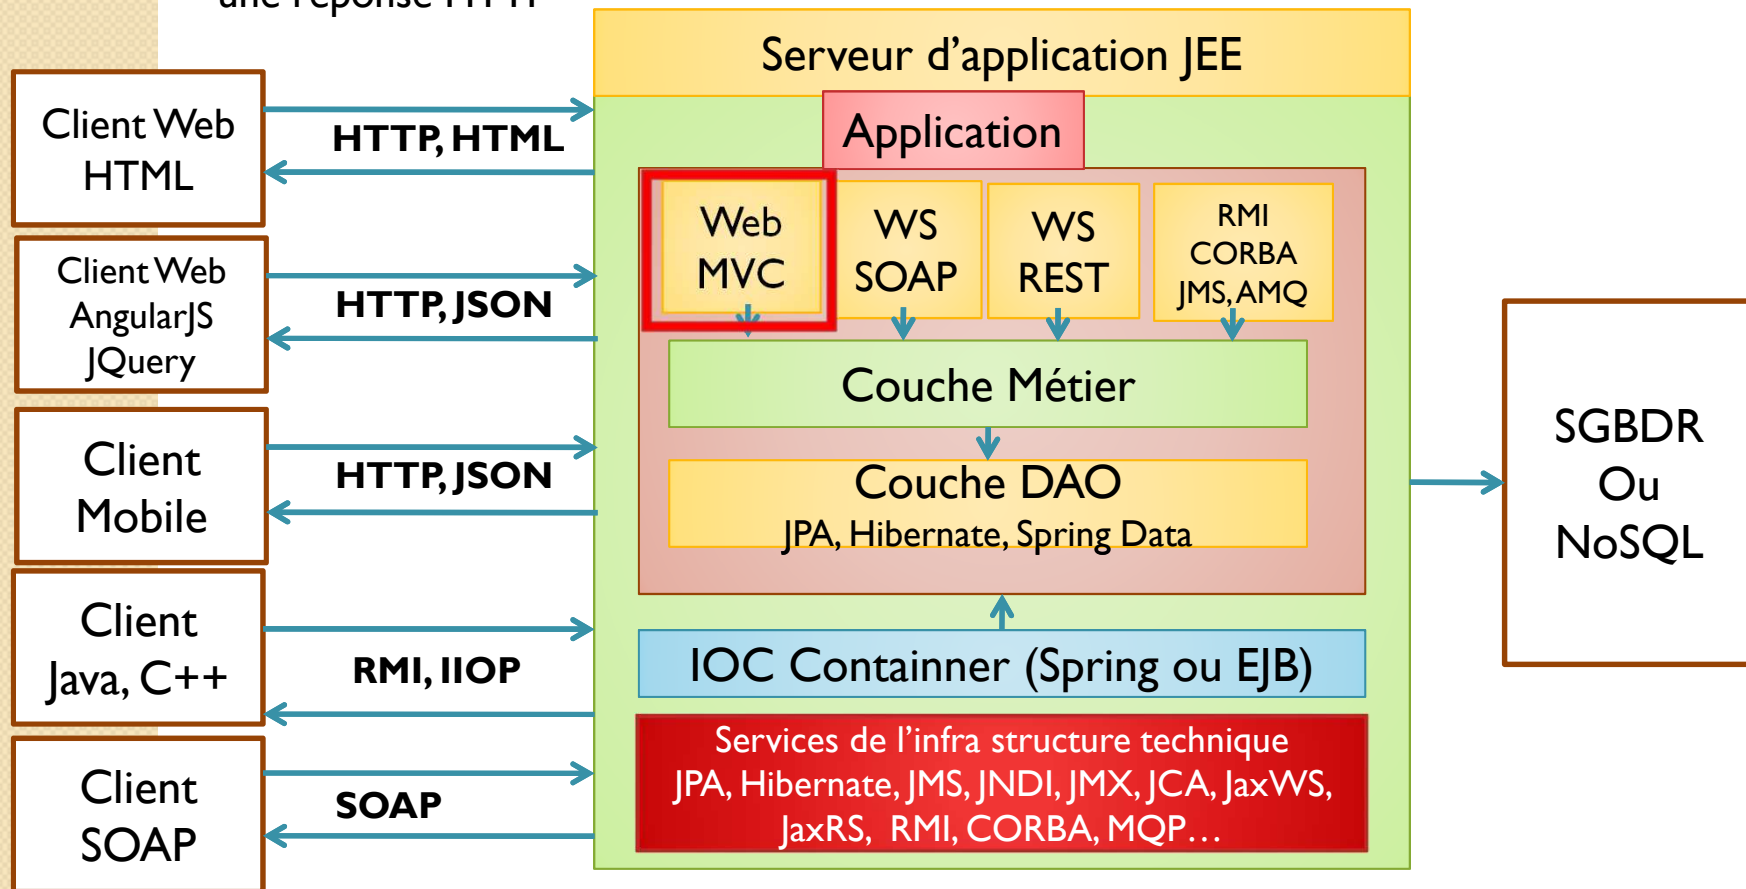 une réponse HTTP
Serveur d'application JEE
Application
Client Web
HTML
HTTP, HTML
Client Web
AngularJS
JQuery
HTTP, JSON
Client
Mobile
HTTP, JSON
Client
Java, C++
RMI, IIOP
Client
SOAP
SOAP
Web
MVC
WS
SOAP
WS
REST
RMI
CORBA
JMS, AMQ
Couche Métier
Couche DAO
JPA, Hibernate, Spring Data
IOC Containner (Spring ou EJB)
Services de l'infra structure technique
JPA, Hibernate, JMS, JNDI, JMX, JCA, JaxWS,
JaxRS, RMI, CORBA, MQP…
SGBDR
Ou
NoSQL